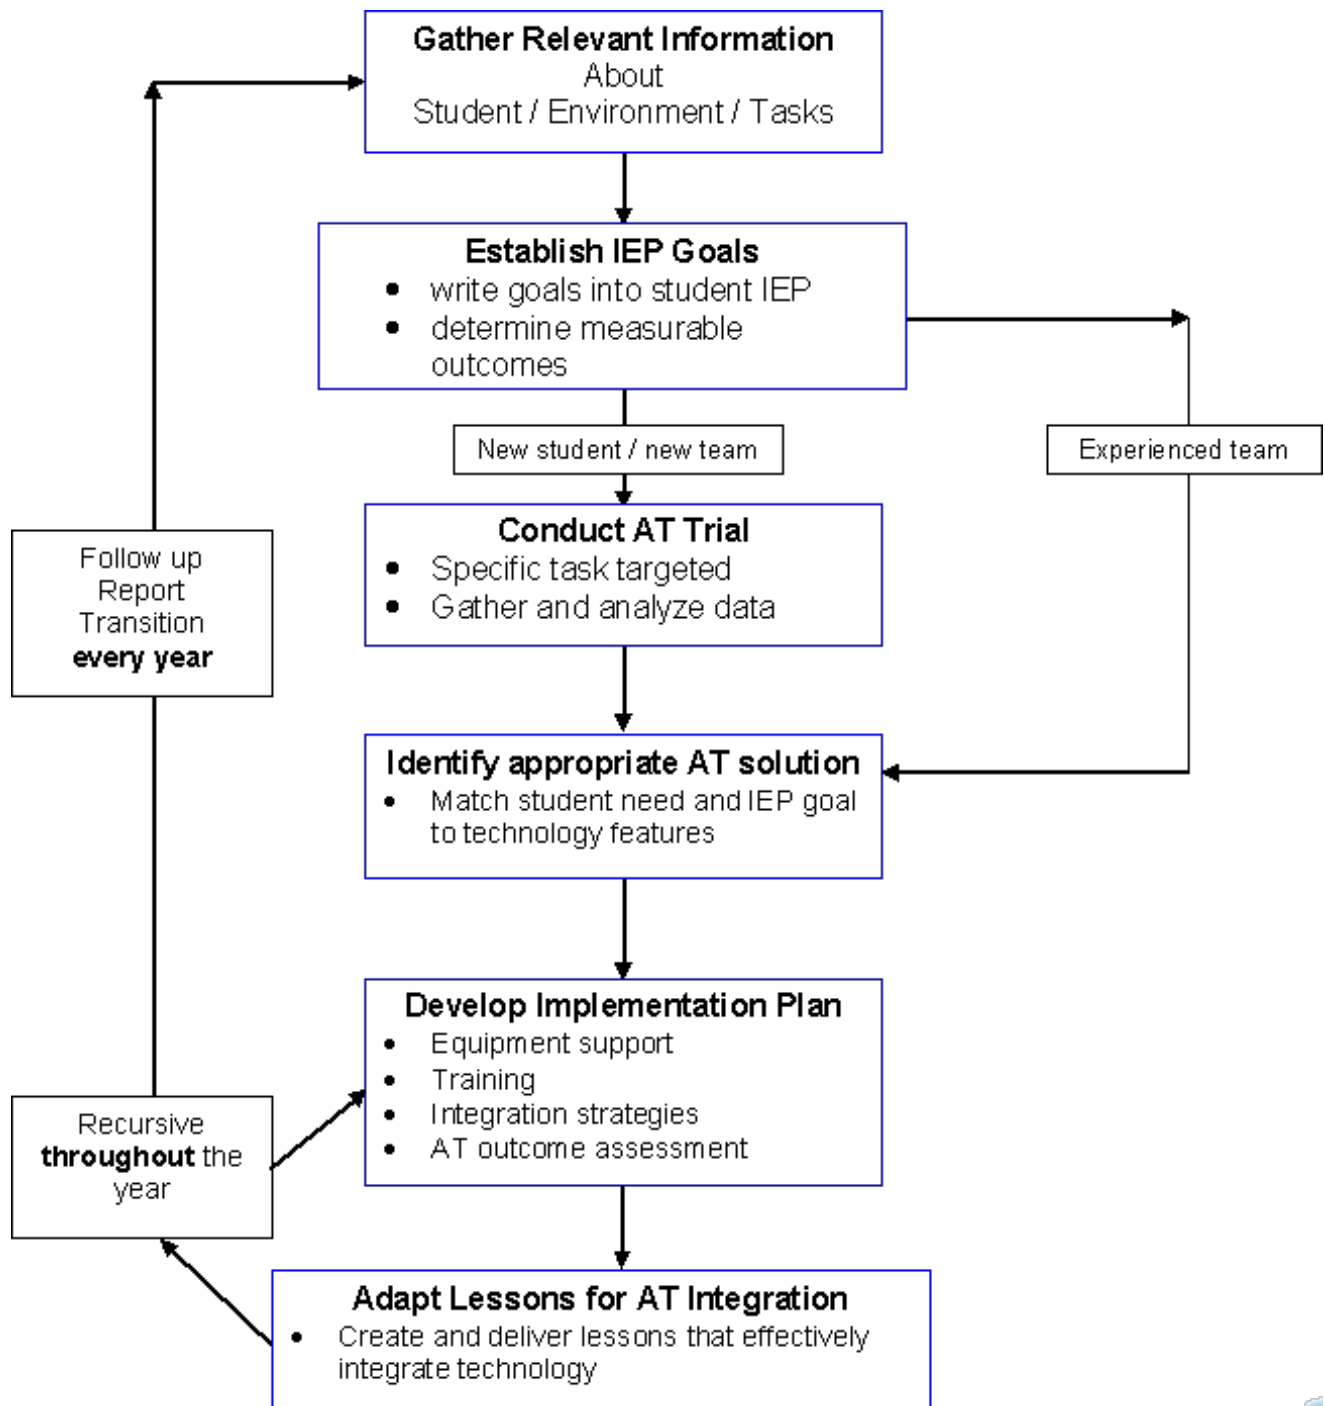 Gather Relevant Information
About
Student / Environment / Tasks
Establish IEP Goals
• write goals into student IEP
• determine measurable
outcomes
New student / new team
Experienced team
Conduct AT Trial
• Specific task targeted
• Gather and analyze data
Follow up
Report
Transition
every year
Identify appropriate AT solution
• Match student need and IEP goal
to technology features
Develop Implementation Plan
• Equipment support
• Training
• Integration strategies
• AT outcome assessment
Recursive
throughout the
year
Adapt Lessons for AT Integration
• Create and deliver lessons that effectively
integrate technology